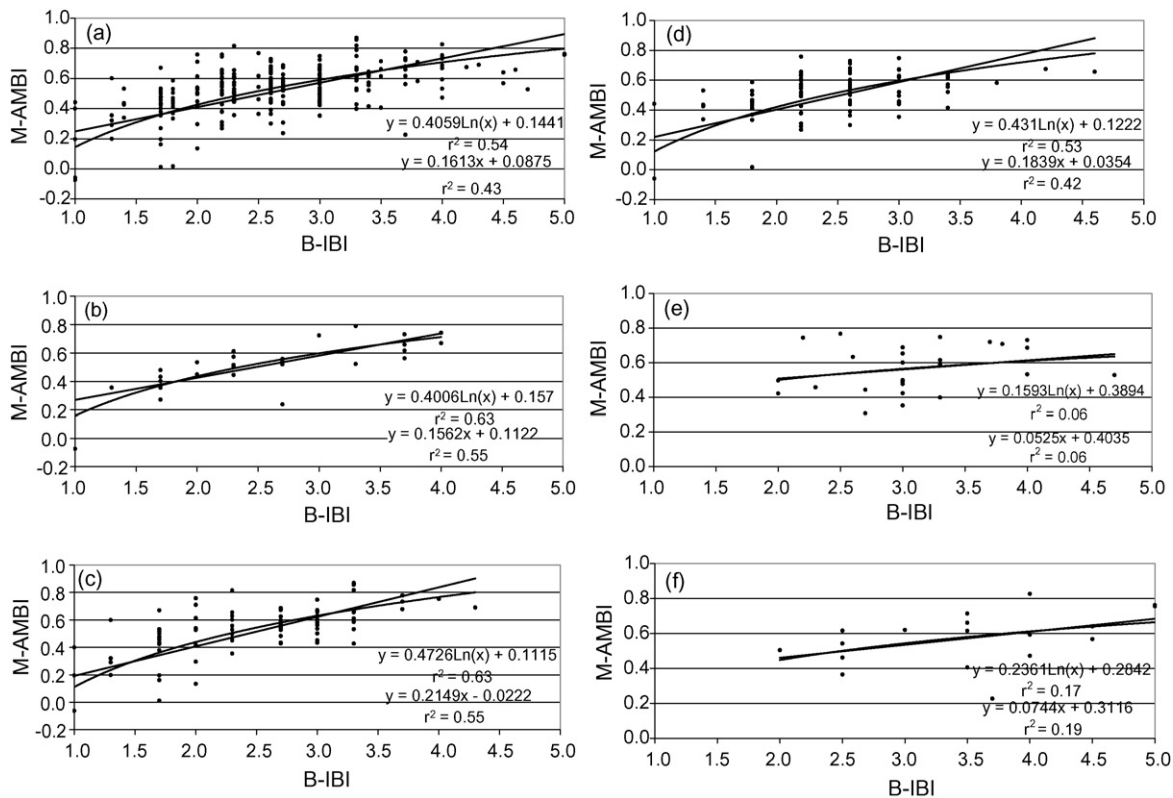 (a)
M-AMBI
1.0
0.8
0.6
0.4
0.2
0.0
-0.2
y = 0.4059Ln(x) + 0.1441
r² = 0.54
y = 0.1613x + 0.0875
r² = 0.43
1.0 1.5 2.0 2.5 3.0 3.5 4.0 4.5 5.0
B-IBI
(b)
M-AMBI
1.0
0.8
0.6
0.4
0.2
0.0
-0.2
y = 0.4006Ln(x) + 0.157
r² = 0.63
y = 0.1562x + 0.1122
r² = 0.55
1.0 1.5 2.0 2.5 3.0 3.5 4.0 4.5 5.0
B-IBI
(c)
M-AMBI
1.0
0.8
0.6
0.4
0.2
0.0
-0.2
y = 0.4726Ln(x) + 0.1115
r² = 0.63
y = 0.2149x - 0.0222
r² = 0.55
1.0 1.5 2.0 2.5 3.0 3.5 4.0 4.5 5.0
B-IBI
(d)
M-AMBI
1.0
0.8
0.6
0.4
0.2
0.0
-0.2
y = 0.431Ln(x) + 0.1222
r² = 0.53
y = 0.1839x + 0.0354
r² = 0.42
1.0 1.5 2.0 2.5 3.0 3.5 4.0 4.5 5.0
B-IBI
(e)
M-AMBI
1.0
0.8
0.6
0.4
0.2
0.0
y = 0.1593Ln(x) + 0.3894
r² = 0.06
y = 0.0525x + 0.4035
r² = 0.06
1.0 1.5 2.0 2.5 3.0 3.5 4.0 4.5 5.0
B-IBI
(f)
M-AMBI
1.0
0.8
0.6
0.4
0.2
0.0
y = 0.2361Ln(x) + 0.2842
r² = 0.17
y = 0.0744x + 0.3116
r² = 0.19
1.0 1.5 2.0 2.5 3.0 3.5 4.0 4.5 5.0
B-IBI